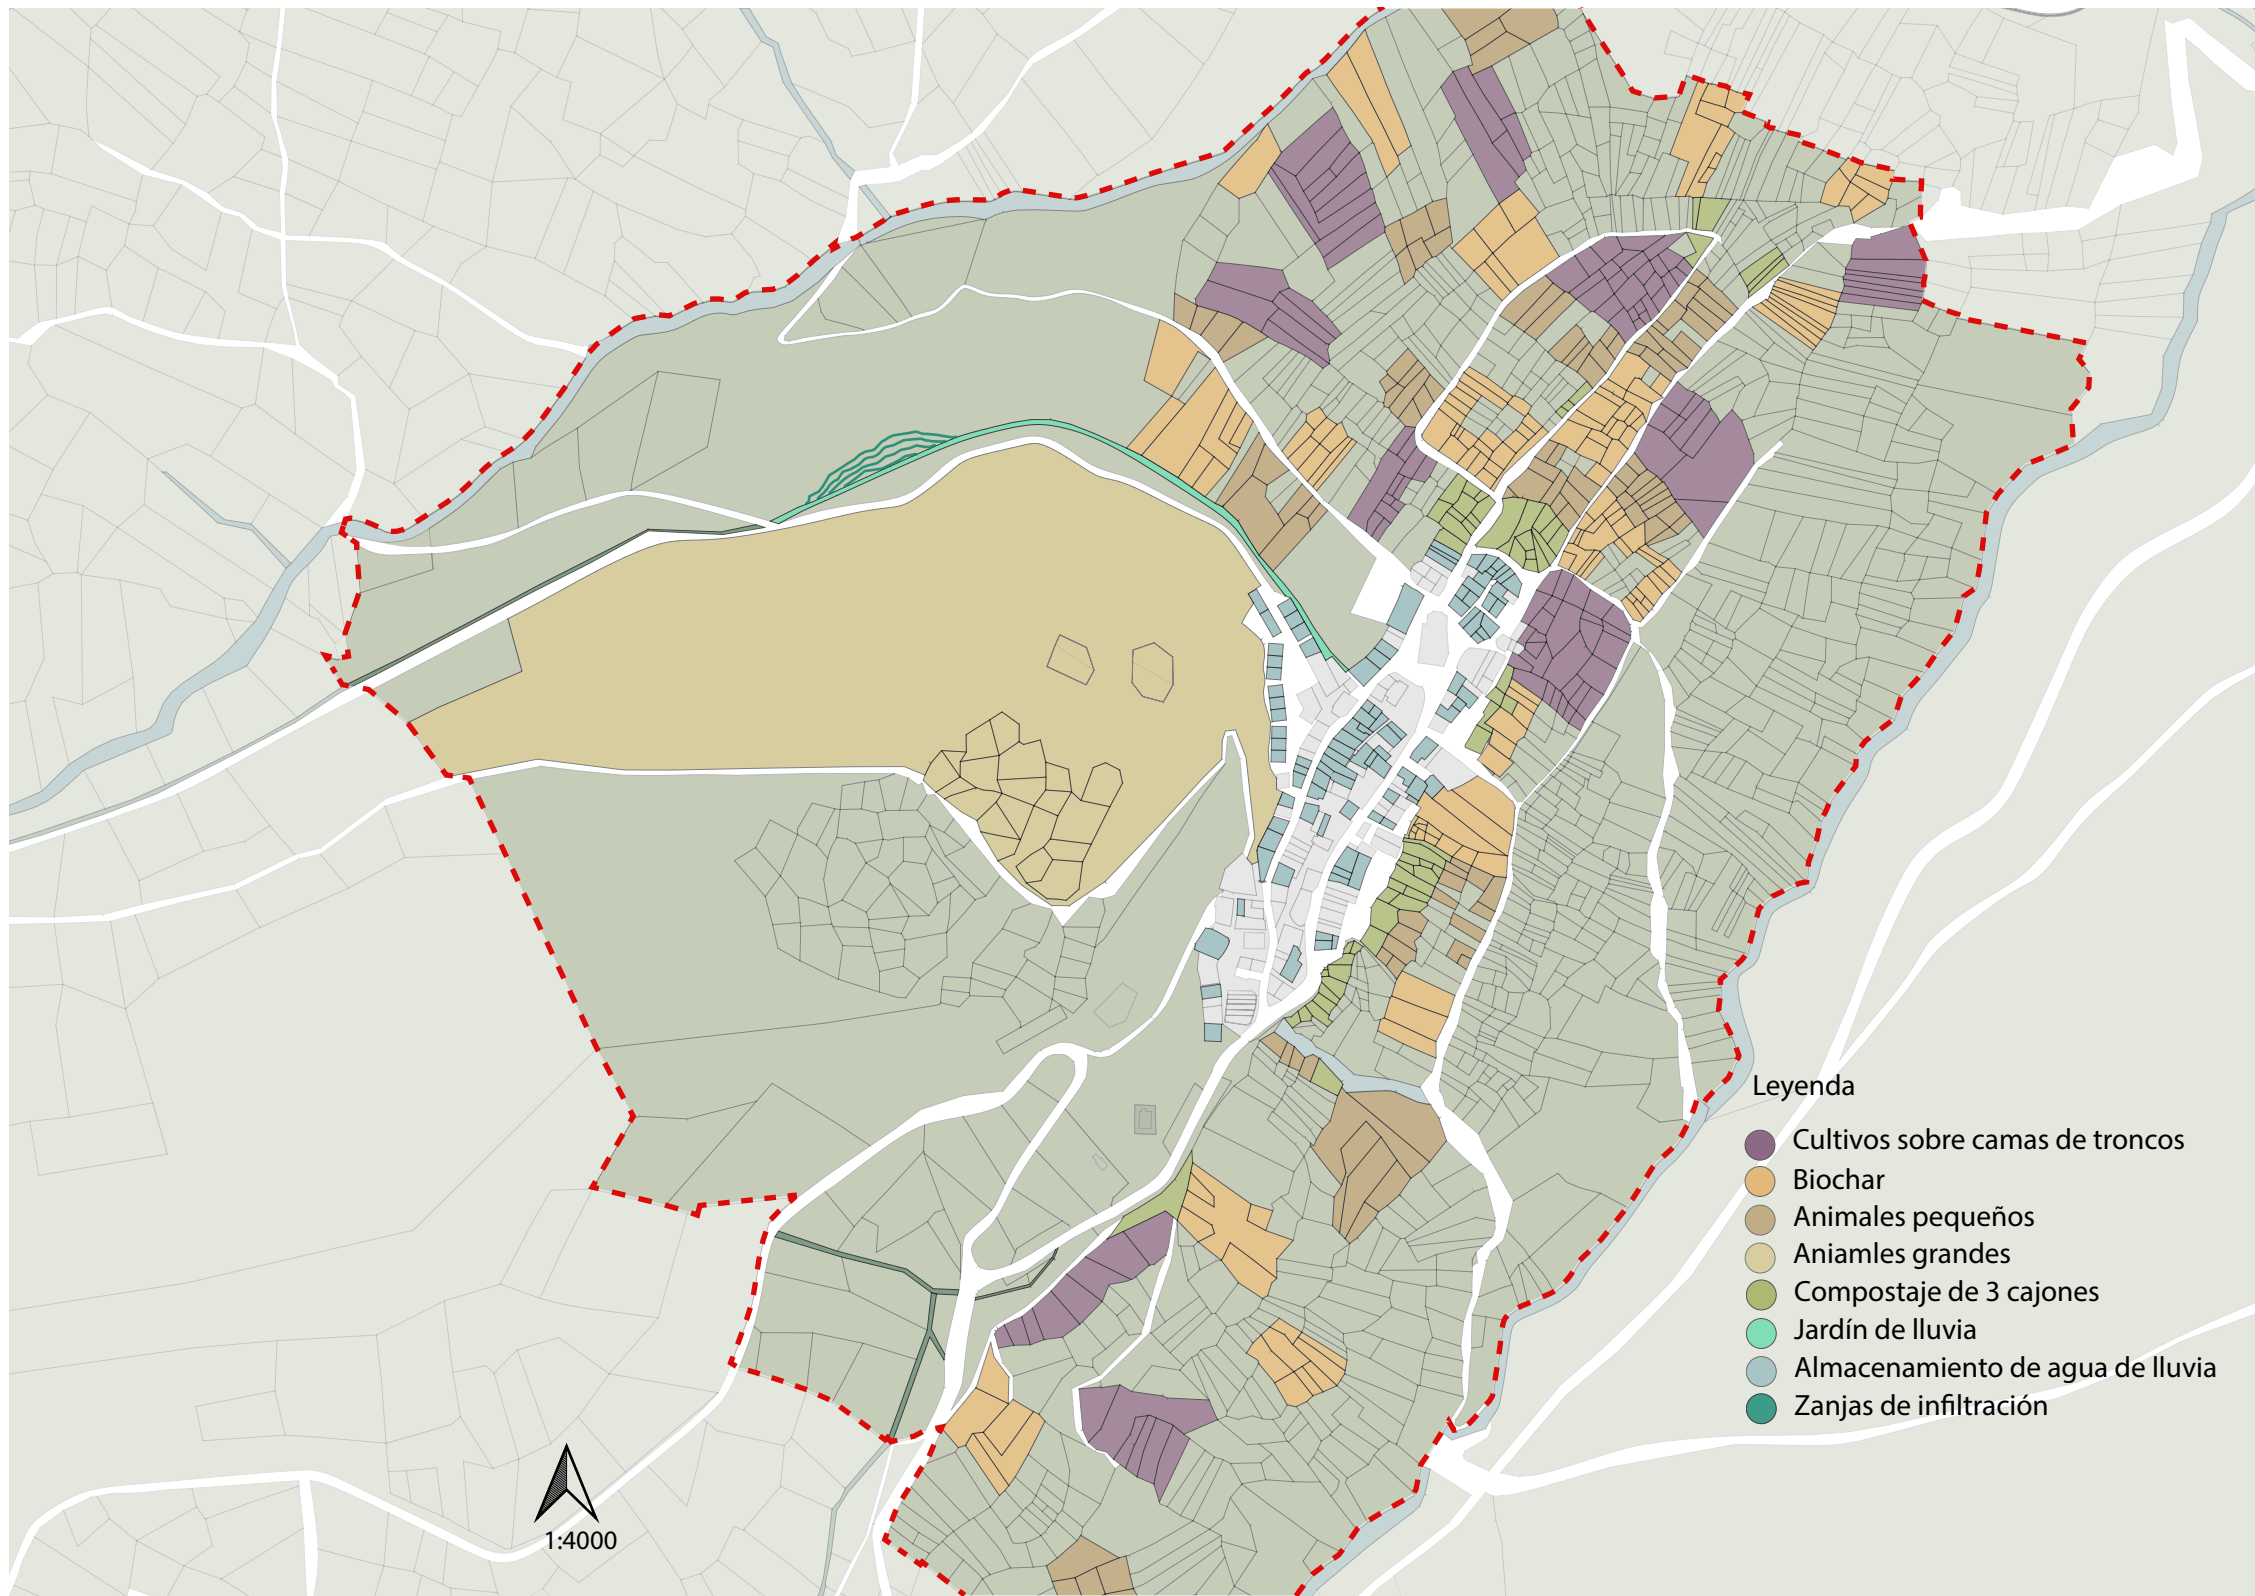 Leyenda
Cultivos sobre camas de troncos
Biochar
Animales pequeños
Aniamles grandes
Compostaje de 3 cajones
Jardín de lluvia
Almacenamiento de agua de lluvia
Zanjas de infiltración
1:4000